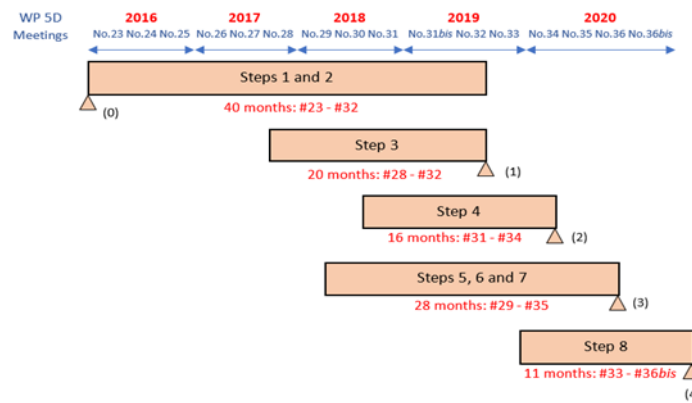 WP 5D 2016 2017 2018 2019 2020
Meetings No.23 No.24 No.25 No.26 No.27 No.28 No.29 No.30 No.31 No.31bis No.32 No.33 No.34 No.35 No.36 No.36bis
Steps 1 and 2
(0) 40 months: #23 - #32
Step 3
20 months: #28 - #32 (1)
Step 4
16 months: #31 - #34 (2)
Steps 5, 6 and 7
28 months: #29 - #35 (3)
Step 8
11 months: #33 - #36bis
(4)